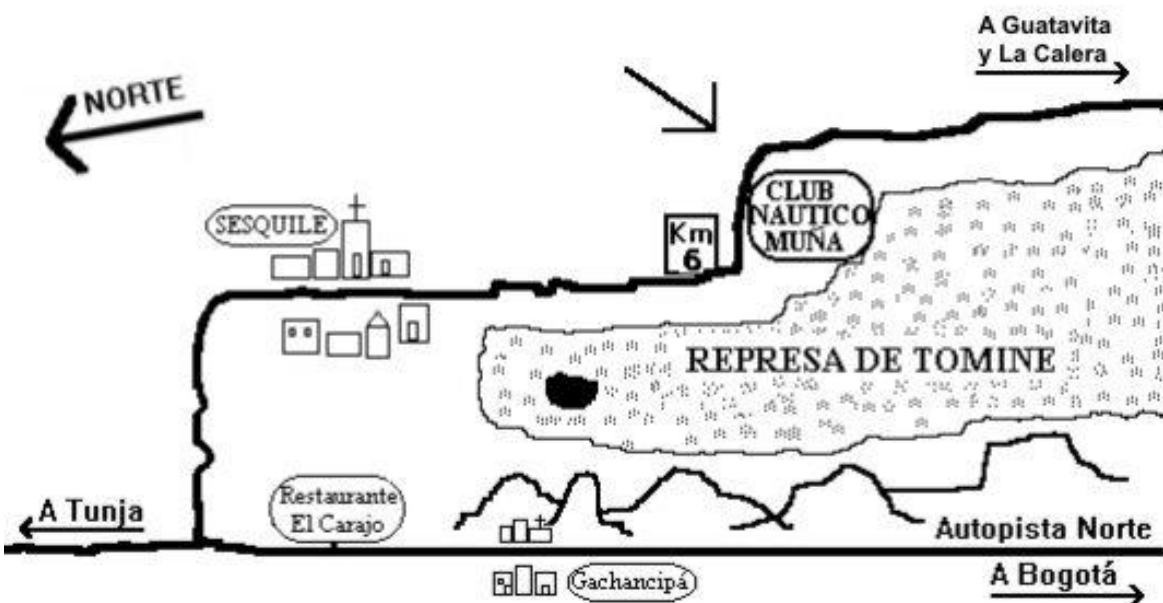 A Guatavita
y La Calera
NORTE
SESQUILE
CLUB
NAUTICO
MUÑA
Km
6
REPRESA DE TOMINE
Restaurante
El Carajo
A Tunja
Autopista Norte
Gachancipá
A Bogotá